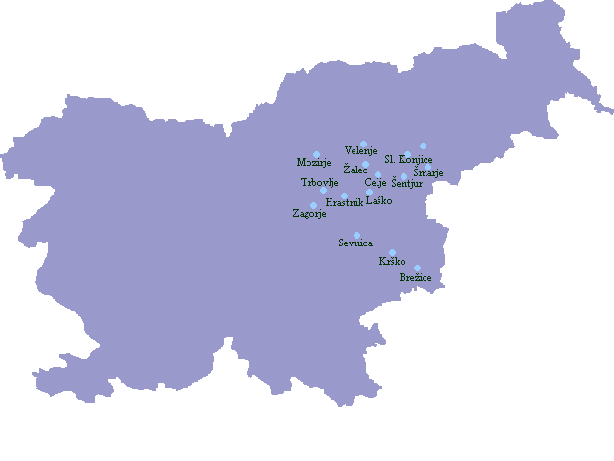 Velenje
Mozirje
Sl. Konjice
Žalec
Šmarje
Trbovlje
Celje
Šentjur
Hrastnik
Laško
Zagorje
Sevnica
Krško
Brežice